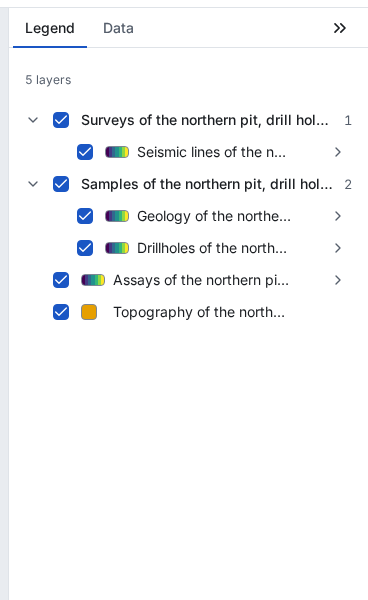 Legend Data
5 layers
Surveys of the northern pit, drill hol... 1
Seismic lines of the n...
Samples of the northern pit, drill hol... 2
Geology of the northe...
Drillholes of the north...
Assays of the northern pi...
Topography of the north...